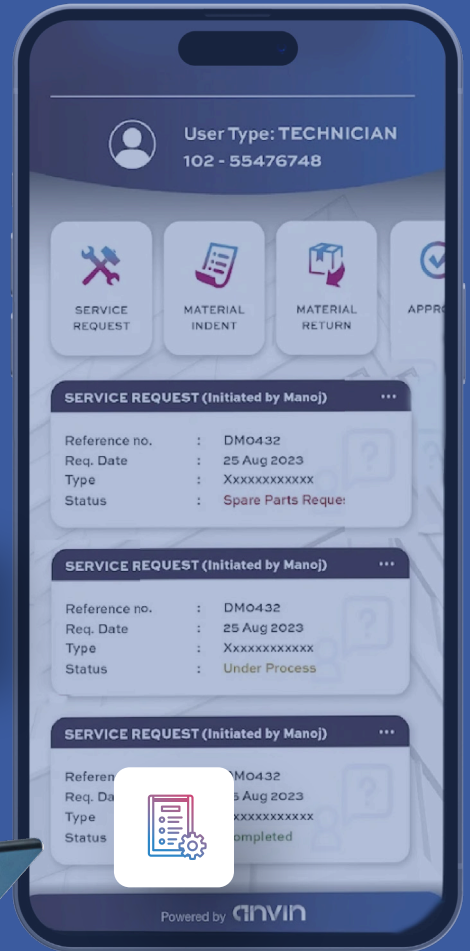 User Type: TECHNICIAN
102 - 55476748
SERVICE REQUEST
MATERIAL INDENT
MATERIAL RETURN
APPR
SERVICE REQUEST (Initiated by Manoj) ...
Reference no. : DM0432
Req. Date : 25 Aug 2023
Type : Xxxxxxxxxxxx
Status : Spare Parts Reque
SERVICE REQUEST (Initiated by Manoj) ...
Reference no. : DM0432
Req. Date : 25 Aug 2023
Type : Xxxxxxxxxxxx
Status : Under Process
SERVICE REQUEST (Initiated by Manoj) ...
Referen M0432
Req. Da 5 Aug 2023
Type xxxxxxxxxxx
Status ompleted
Powered by anvin